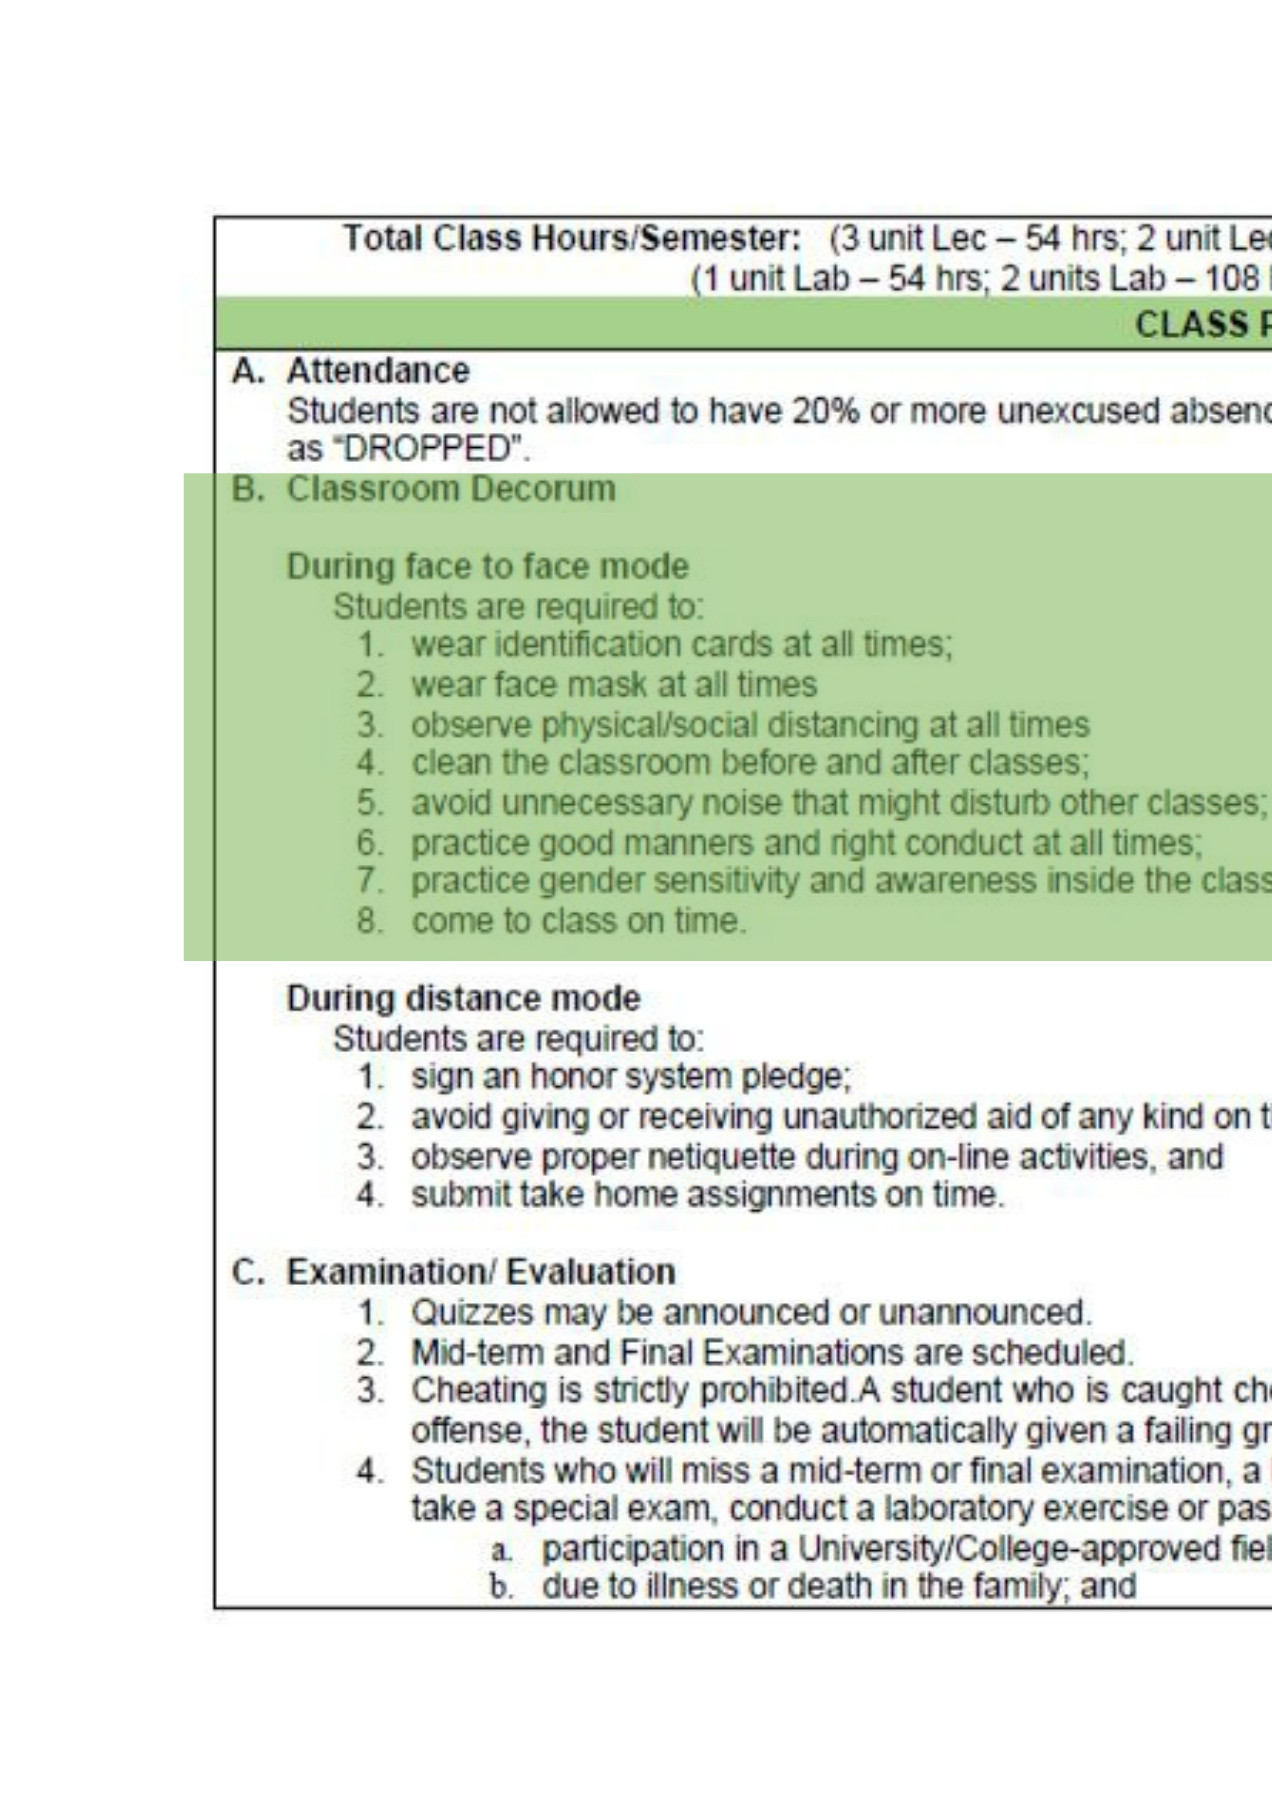 Total Class Hours/Semester: (3 unit Lec – 54 hrs; 2 unit Lec
(1 unit Lab – 54 hrs; 2 units Lab – 108
CLASS
A. Attendance
Students are not allowed to have 20% or more unexcused absenc
as “DROPPED”.
B. Classroom Decorum
During face to face mode
Students are required to:
1. wear identification cards at all times;
2. wear face mask at all times
3. observe physical/social distancing at all times
4. clean the classroom before and after classes;
5. avoid unnecessary noise that might disturb other classes;
6. practice good manners and right conduct at all times;
7. practice gender sensitivity and awareness inside the class
8. come to class on time.
During distance mode
Students are required to:
1. sign an honor system pledge;
2. avoid giving or receiving unauthorized aid of any kind on t
3. observe proper netiquette during on-line activities, and
4. submit take home assignments on time.
C. Examination/ Evaluation
1. Quizzes may be announced or unannounced.
2. Mid-term and Final Examinations are scheduled.
3. Cheating is strictly prohibited.A student who is caught che
offense, the student will be automatically given a failing gr
4. Students who will miss a mid-term or final examination, a
take a special exam, conduct a laboratory exercise or pas
a. participation in a University/College-approved fiel
b. due to illness or death in the family; and